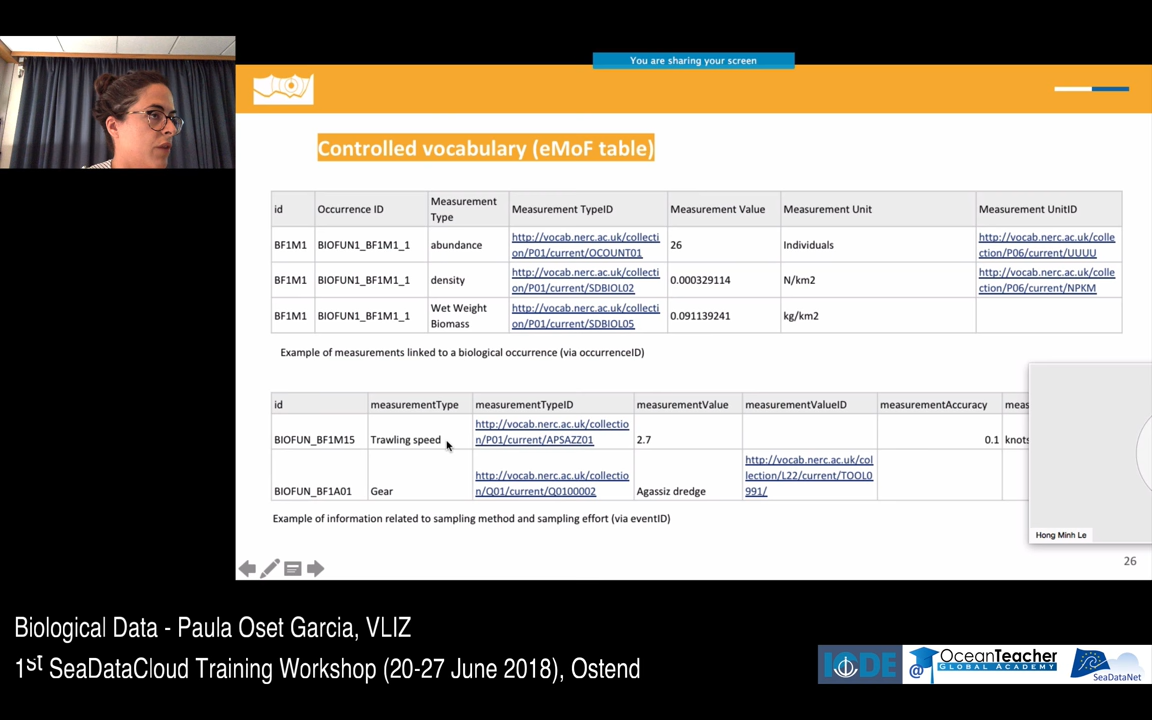 You are sharing your screen
Controlled vocabulary (eMoF table)
id Occurrence ID Measurement Type Measurement TypeID Measurement Value Measurement Unit Measurement UnitID
BF1M1 BIOFUN1_BF1M1_1 abundance http://vocab.nerc.ac.uk/collection/P01/current/OCOUNT01 26 Individuals http://vocab.nerc.ac.uk/collection/P06/current/UUUU
BF1M1 BIOFUN1_BF1M1_1 density http://vocab.nerc.ac.uk/collection/P01/current/SDBIOL02 0.000329114 N/km2 http://vocab.nerc.ac.uk/collection/P06/current/NPKM
BF1M1 BIOFUN1_BF1M1_1 Wet Weight Biomass http://vocab.nerc.ac.uk/collection/P01/current/SDBIOL05 0.091139241 kg/km2
Example of measurements linked to a biological occurrence (via occurrenceID)
id measurementType measurementTypeID measurementValue measurementValueID measurementAccuracy meas
BIOFUN_BF1M15 Trawling speed http://vocab.nerc.ac.uk/collection/P01/current/APSAZZ01 2.7 0.1 knots
BIOFUN_BF1A01 Gear http://vocab.nerc.ac.uk/collection/Q01/current/Q0100002 Agassiz dredge http://vocab.nerc.ac.uk/collection/L22/current/TOOL0991/
Example of information related to sampling method and sampling effort (via eventID)
Hong Minh Le
26
Biological Data - Paula Oset Garcia, VLIZ
1st SeaDataCloud Training Workshop (20-27 June 2018), Ostend
IODE
@ OceanTeacher
GLOBAL ACADEMY
SeaDataNet